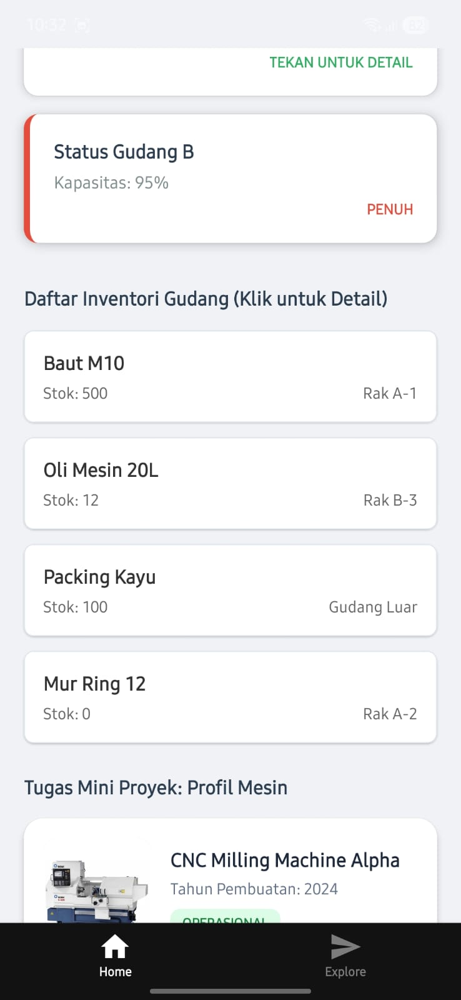 10:32
82
TEKAN UNTUK DETAIL
Status Gudang B
Kapasitas: 95%
PENUH
Daftar Inventori Gudang (Klik untuk Detail)
Baut M10
Stok: 500
Rak A-1
Oli Mesin 20L
Stok: 12
Rak B-3
Packing Kayu
Stok: 100
Gudang Luar
Mur Ring 12
Stok: 0
Rak A-2
Tugas Mini Proyek: Profil Mesin
CNC Milling Machine Alpha
Tahun Pembuatan: 2024
OPERASIONAL
Home
Explore